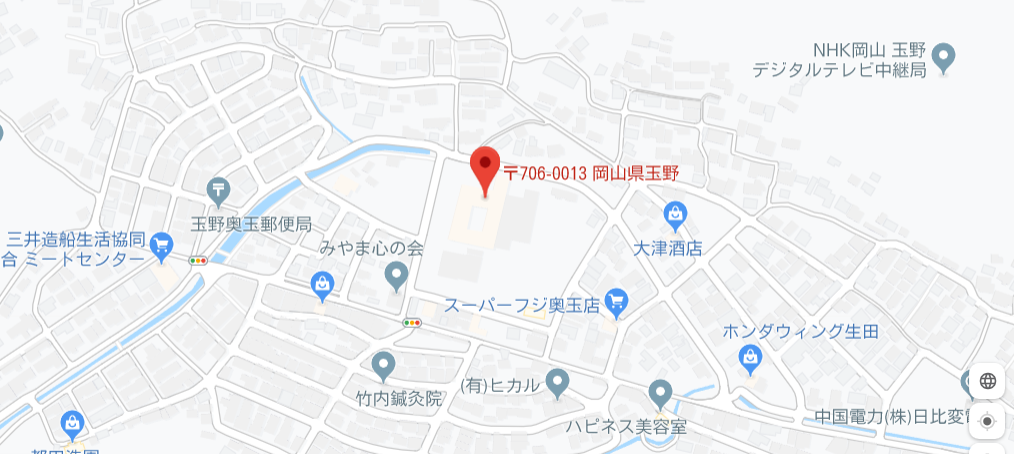 NHK岡山 玉野
デジタルテレビ中継局
〒706-0013 岡山県玉野
〒
玉野奥玉郵便局
三井造船生活協同
合 ミートセンター
みやま心の会
大津酒店
スーパーフジ奥玉店
ホンダウィング生田
竹内鍼灸院
(有)ヒカル
ハピネス美容室
中国電力(株)日比変電